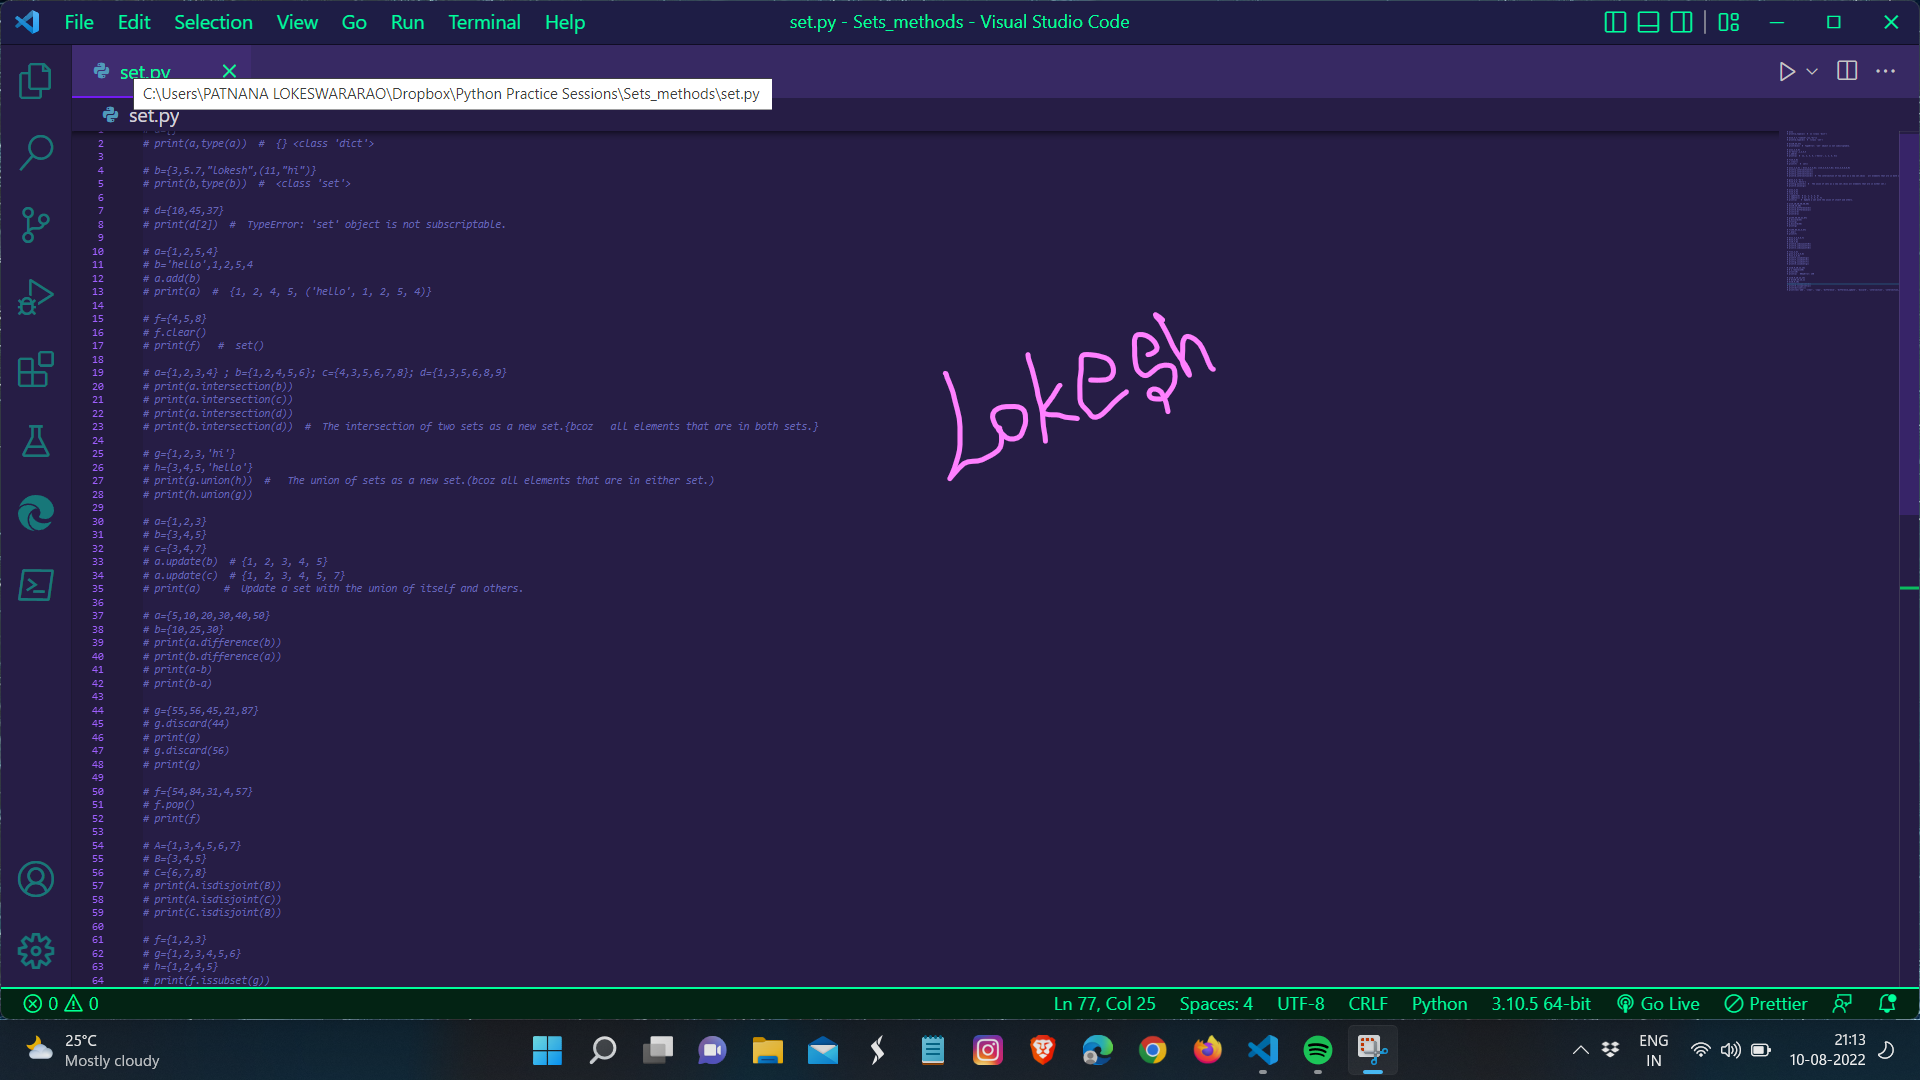 File Edit Selection View Go Run Terminal Help set.py - Sets_methods - Visual Studio Code
set.py
C:\Users\PATNANA LOKESWARARAO\Dropbox\Python Practice Sessions\Sets_methods\set.py
set.py
2 # print(a,type(a))  #  {} <class 'dict'>
3
4 # b={3,5.7,"lokesh",(11,"hi")}
5 # print(b,type(b))  #  <class 'set'>
6
7 # d={10,45,37}
8 # print(d[2])  #  TypeError: 'set' object is not subscriptable.
9
10 # a={1,2,5,4}
11 # b='hello',1,2,5,4
12 # a.add(b)
13 # print(a)  #  {1, 2, 4, 5, ('hello', 1, 2, 5, 4)}
14
15 # f={4,5,8}
16 # f.clear()
17 # print(f)   #  set()
18
19 # a={1,2,3,4} ; b={1,2,4,5,6}; c={4,3,5,6,7,8}; d={1,3,5,6,8,9}
20 # print(a.intersection(b))
21 # print(a.intersection(c))
22 # print(a.intersection(d))
23 # print(b.intersection(d))  #  The intersection of two sets as a new set.{bcoz   all elements that are in both sets.}
24
25 # g={1,2,3,'hi'}
26 # h={3,4,5,'hello'}
27 # print(g.union(h))  #   The union of sets as a new set.(bcoz all elements that are in either set.)
28 # print(h.union(g))
29
30 # a={1,2,3}
31 # b={3,4,5}
32 # c={3,4,7}
33 # a.update(b)  # {1, 2, 3, 4, 5}
34 # a.update(c)  # {1, 2, 3, 4, 5, 7}
35 # print(a)    #  Update a set with the union of itself and others.
36
37 # a={5,10,20,30,40,50}
38 # b={10,25,30}
39 # print(a.difference(b))
40 # print(b.difference(a))
41 # print(a-b)
42 # print(b-a)
43
44 # g={55,56,45,21,87}
45 # g.discard(44)
46 # print(g)
47 # g.discard(56)
48 # print(g)
49
50 # f={54,84,31,4,57}
51 # f.pop()
52 # print(f)
53
54 # A={1,3,4,5,6,7}
55 # B={3,4,5}
56 # C={6,7,8}
57 # print(A.isdisjoint(B))
58 # print(A.isdisjoint(C))
59 # print(C.isdisjoint(B))
60
61 # f={1,2,3}
62 # g={1,2,3,4,5,6}
63 # h={1,2,4,5}
64 # print(f.issubset(g))
Lokesh
0 0 Ln 77, Col 25 Spaces: 4 UTF-8 CRLF Python 3.10.5 64-bit Go Live Prettier
25°C
Mostly cloudy
ENG
IN
21:13
10-08-2022